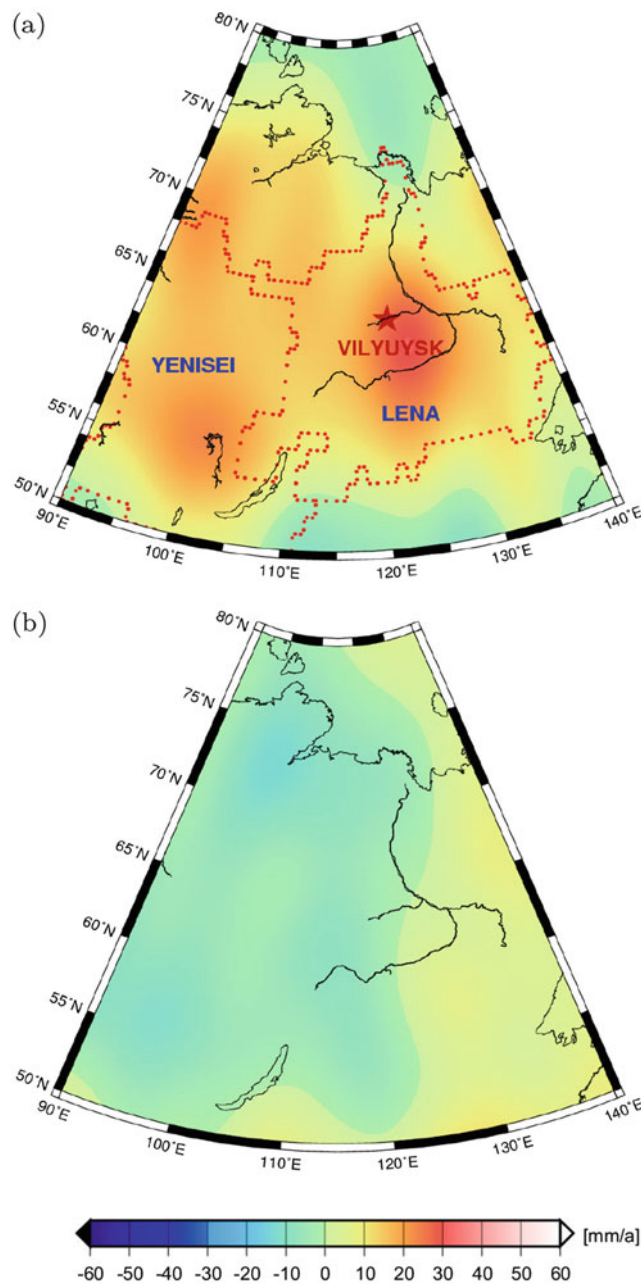 (a)
80˚N
75˚N
70˚N
65˚N
60˚N
55˚N
50˚N
90˚E
100˚E
110˚E
120˚E
130˚E
140˚E
YENISEI
VILYUYSK
LENA
(b)
80˚N
75˚N
70˚N
65˚N
60˚N
55˚N
50˚N
90˚E
100˚E
110˚E
120˚E
130˚E
140˚E
[mm/a]
-60 -50 -40 -30 -20 -10 0 10 20 30 40 50 60